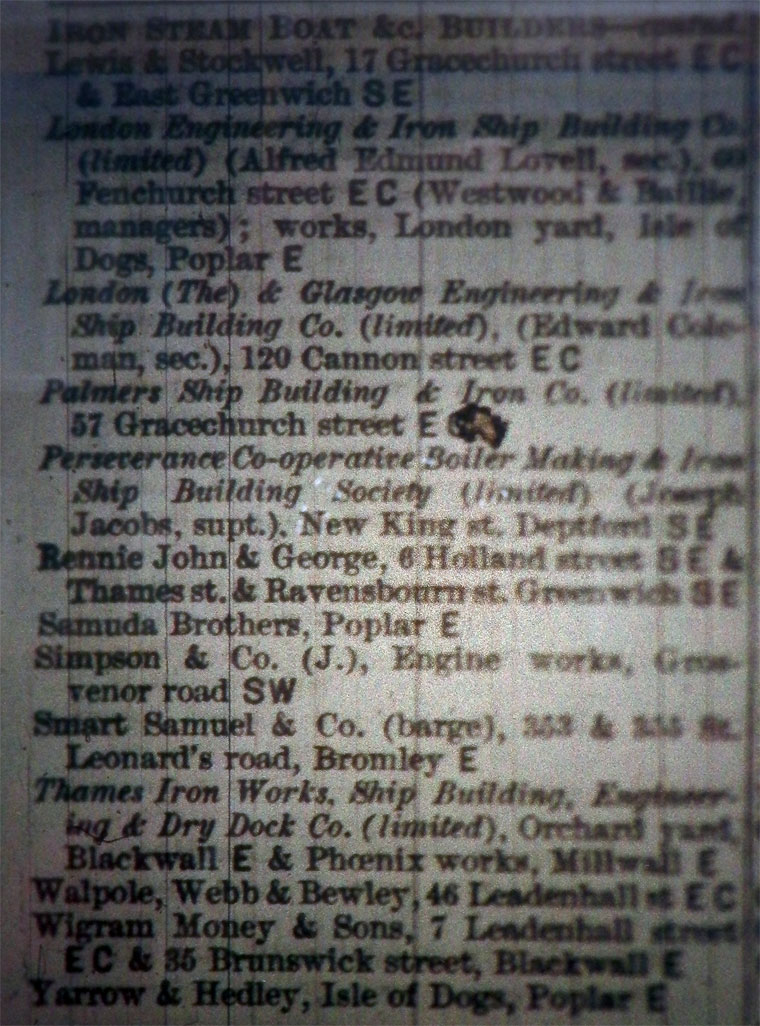 IRON STEAM BOAT &c. BUILDERS—continued.
Lewis & Stockwell, 17 Gracechurch street E C
& East Greenwich S E
London Engineering & Iron Ship Building Co.
(limited) (Alfred Edmund Lovell, sec.),
Fenchurch street E C (Westwood & Baillie,
managers); works, London yard, Isle of
Dogs, Poplar E
London (The) & Glasgow Engineering & Iron
Ship Building Co. (limited), (Edward Cole-
man, sec.), 120 Cannon street E C
Palmers Ship Building & Iron Co. (limited),
57 Gracechurch street E
Perseverance Co-operative Boiler Making & Iron
Ship Building Society (limited) (Joseph
Jacobs, supt.), New King st. Deptford S E
Rennie John & George, 6 Holland street S E &
Thames st. & Ravensbourn st. Greenwich S E
Samuda Brothers, Poplar E
Simpson & Co. (J.), Engine works, Gros-
venor road SW
Smart Samuel & Co. (barge), 353 & 355 St.
Leonard's road, Bromley E
Thames Iron Works, Ship Building, Engineer-
ing & Dry Dock Co. (limited), Orchard yard,
Blackwall E & Phœnix works, Millwall E
Walpole, Webb & Bewley, 46 Leadenhall st E C
Wigram Money & Sons, 7 Leadenhall street
E C & 35 Brunswick street, Blackwall E
Yarrow & Hedley, Isle of Dogs, Poplar E